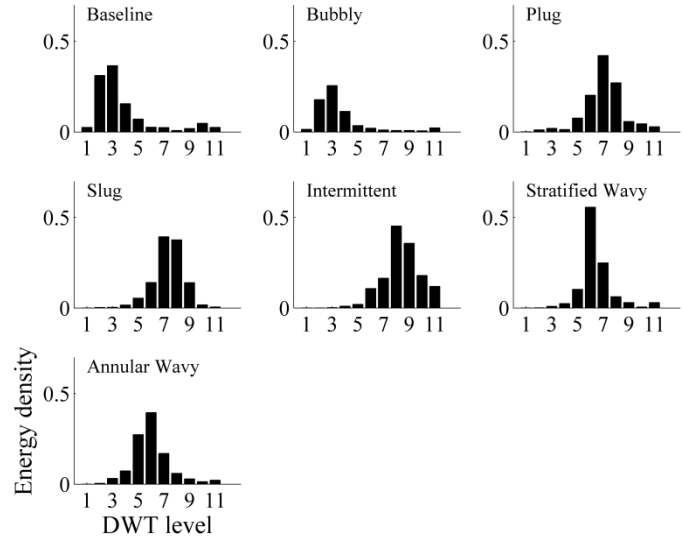 Baseline
0.5
0
1 3 5 7 9 11
Bubbly
0.5
0
1 3 5 7 9 11
Plug
0.5
0
1 3 5 7 9 11
Slug
0.5
0
1 3 5 7 9 11
Intermittent
0.5
0
1 3 5 7 9 11
Stratified Wavy
0.5
0
1 3 5 7 9 11
Annular Wavy
0.5
0
1 3 5 7 9 11
Energy density
DWT level